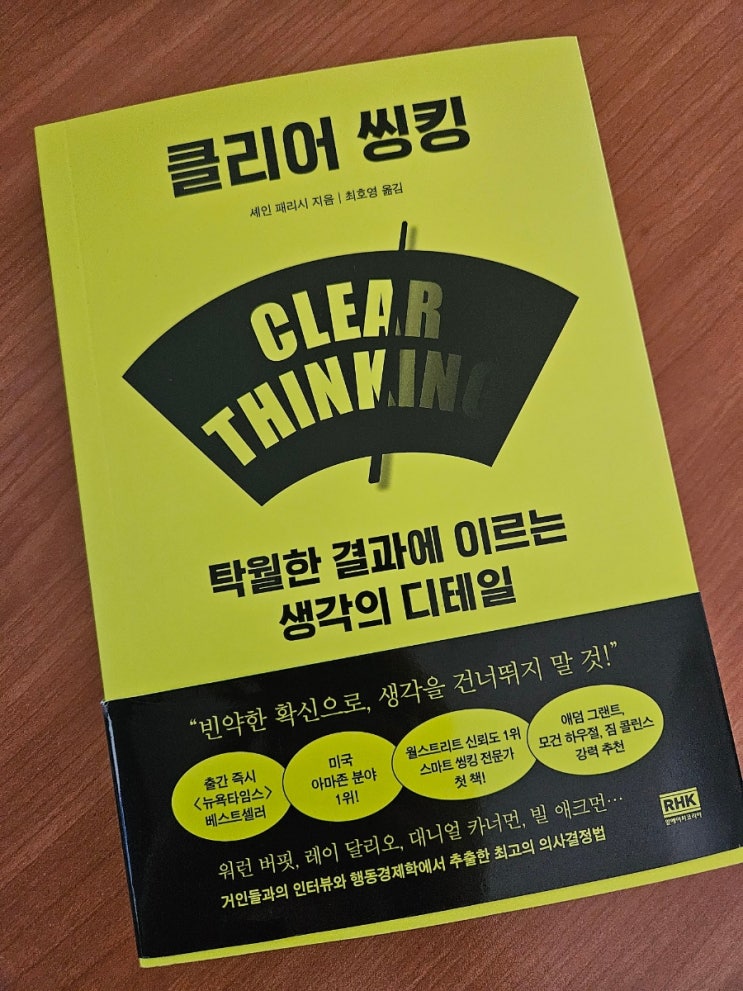 클리어 씽킹
셰인 패리시 지음 | 최호영 옮김
CLEAR
THINKING
탁월한 결과에 이르는
생각의 디테일
“빈약한 확신으로, 생각을 건너뛰지 말 것!”
출간 즉시
<뉴욕타임스>
베스트셀러
미국
아마존 분야
1위!
월스트리트 신뢰도 1위
스마트 씽킹 전문가
첫 책!
애덤 그랜트,
모건 하우절, 짐 콜린스
강력 추천
워런 버핏, 레이 달리오, 대니얼 카너먼, 빌 애크먼…
거인들과의 인터뷰와 행동경제학에서 추출한 최고의 의사결정법
RHK
알에이치코리아